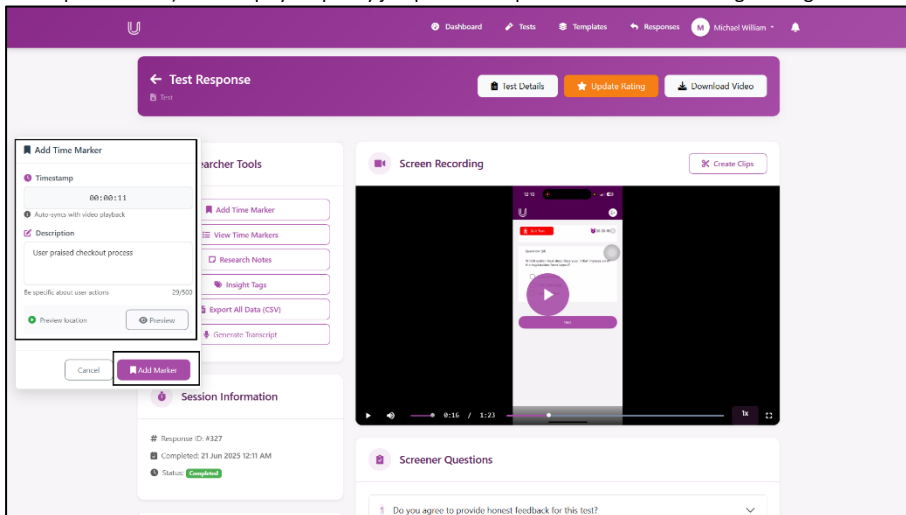 Dashboard
Tests
Templates
Responses
M
Michael William
Test Response
Test
Test Details
Update Rating
Download Video
Add Time Marker
Timestamp
00:00:11
Auto-syncs with video playback
Description
User praised checkout process
Be specific about user actions
29/500
Preview location
Preview
Cancel
Add Marker
earcher Tools
Add Time Marker
View Time Markers
Research Notes
Insight Tags
Export All Data (CSV)
Generate Transcript
Session Information
# Response ID: #327
Completed: 21 Jun 2025 12:11 AM
Status: Completed
Screen Recording
Create Clips
12:12
0:16 / 1:23
1x
Screener Questions
1 Do you agree to provide honest feedback for this test?